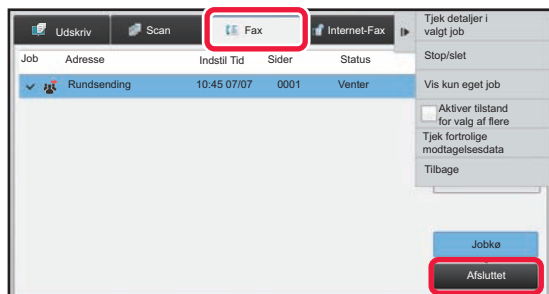 Udskriv Scan Fax Internet-Fax
Job Adresse Indstil Tid Sider Status
Rundsending 10:45 07/07 0001 Venter
Tjek detaljer i
valgt job
Stop/slet
Vis kun eget job
Aktiver tilstand
for valg af flere
Tjek fortrolige
modtagelsesdata
Tilbage
Jobkø
Afsluttet